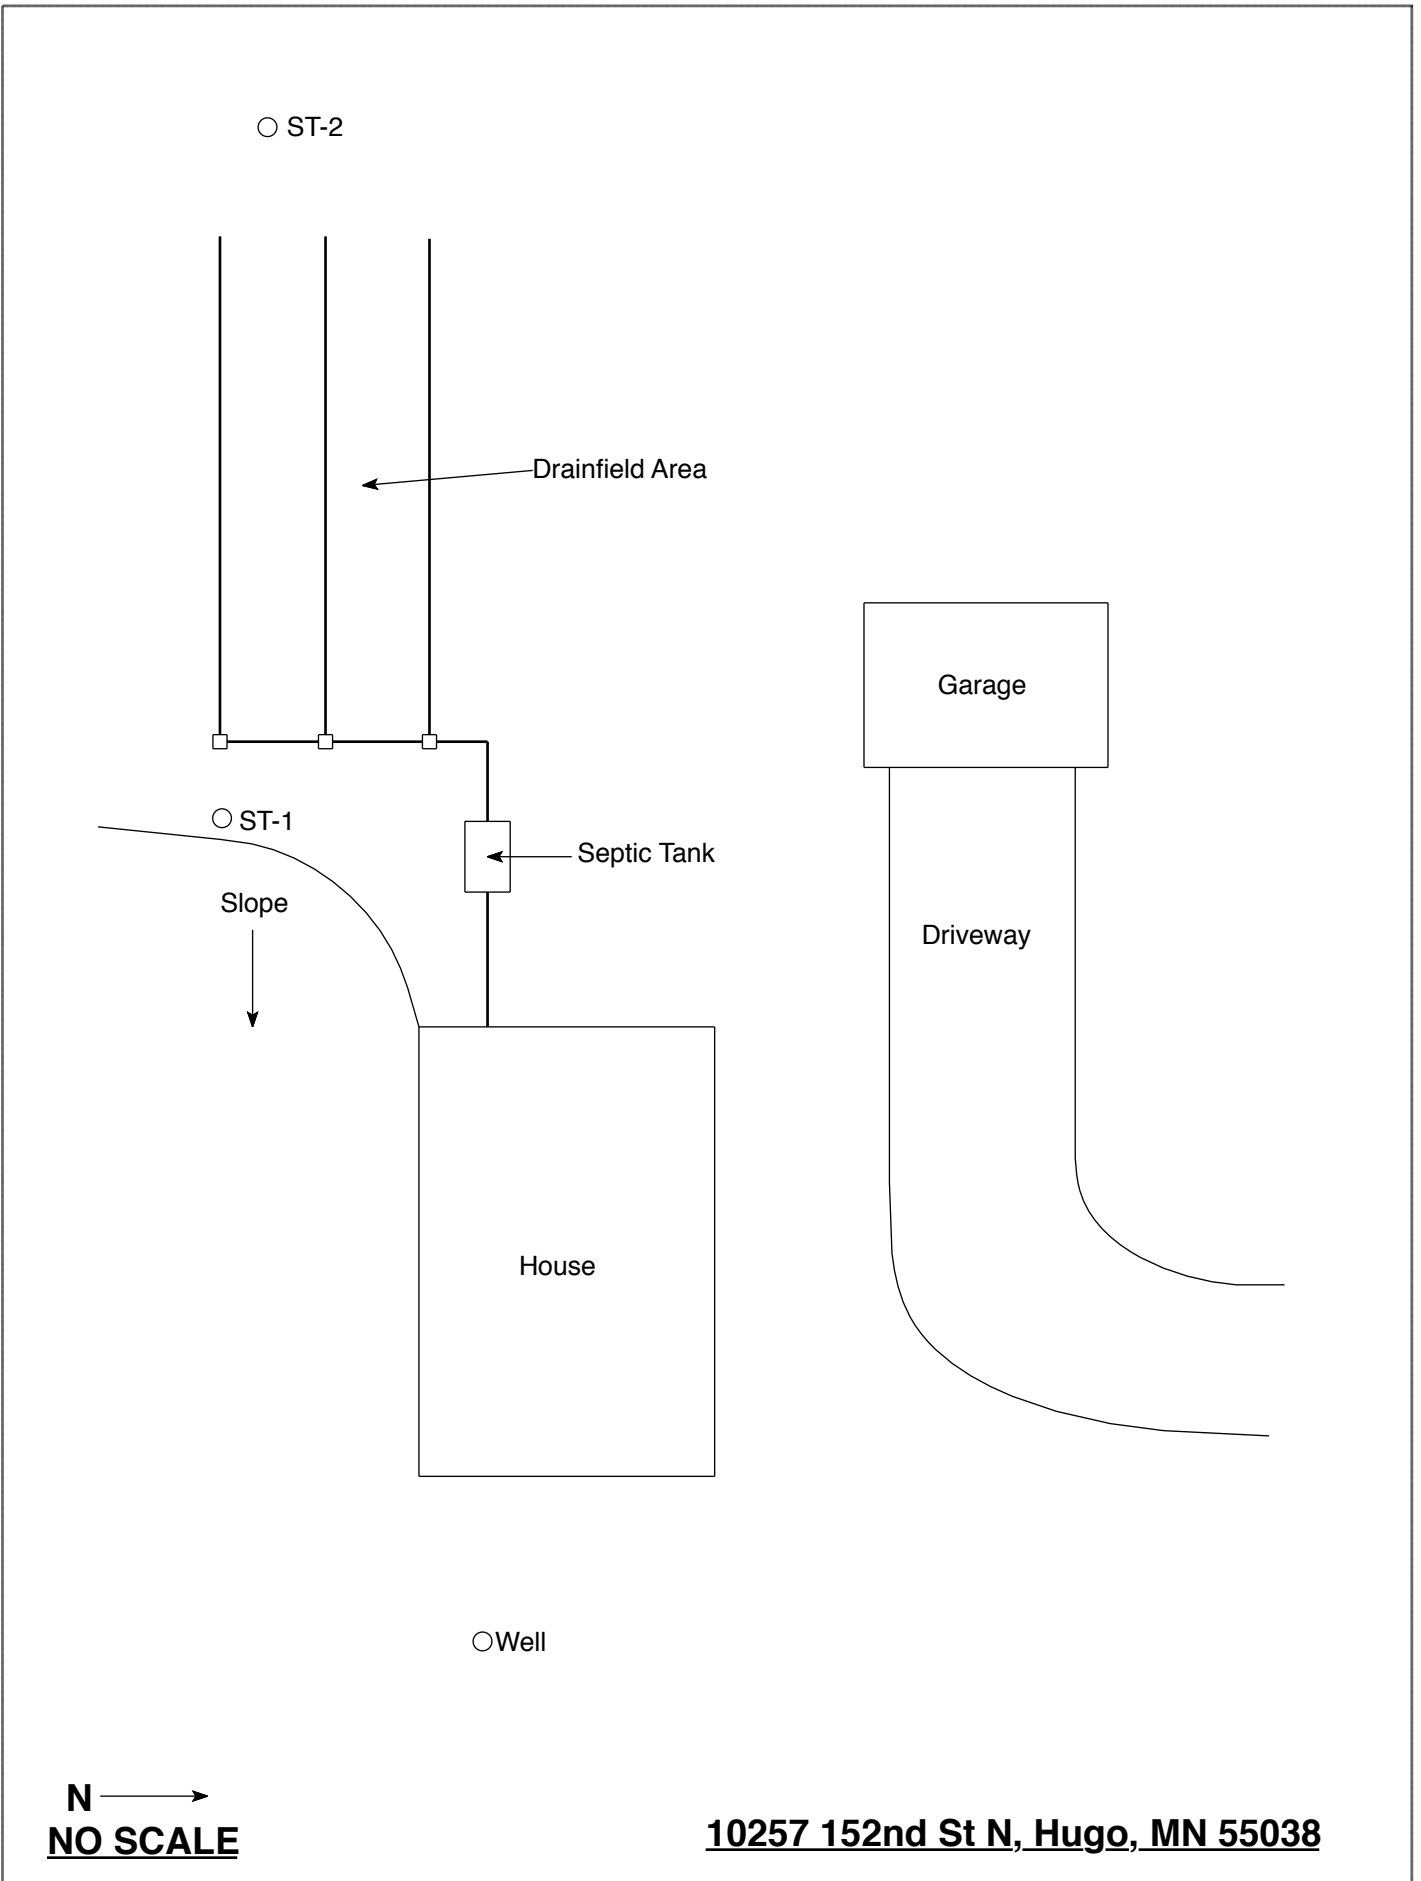 ST-2
Drainfield Area
Garage
ST-1
Septic Tank
Slope
Driveway
House
Well
N
NO SCALE
10257 152nd St N, Hugo, MN 55038